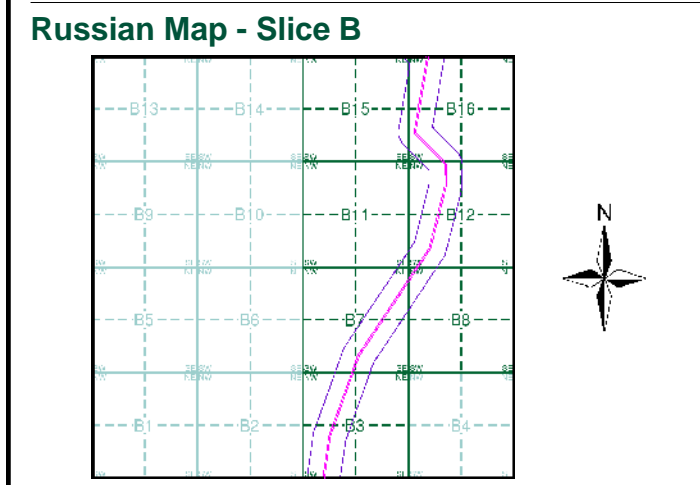 Russian Map - Slice B
B13 B14 B15 B16
N
B9 B10 B11 B12
B5 B6 B7 B8
B1 B2 B3 B4